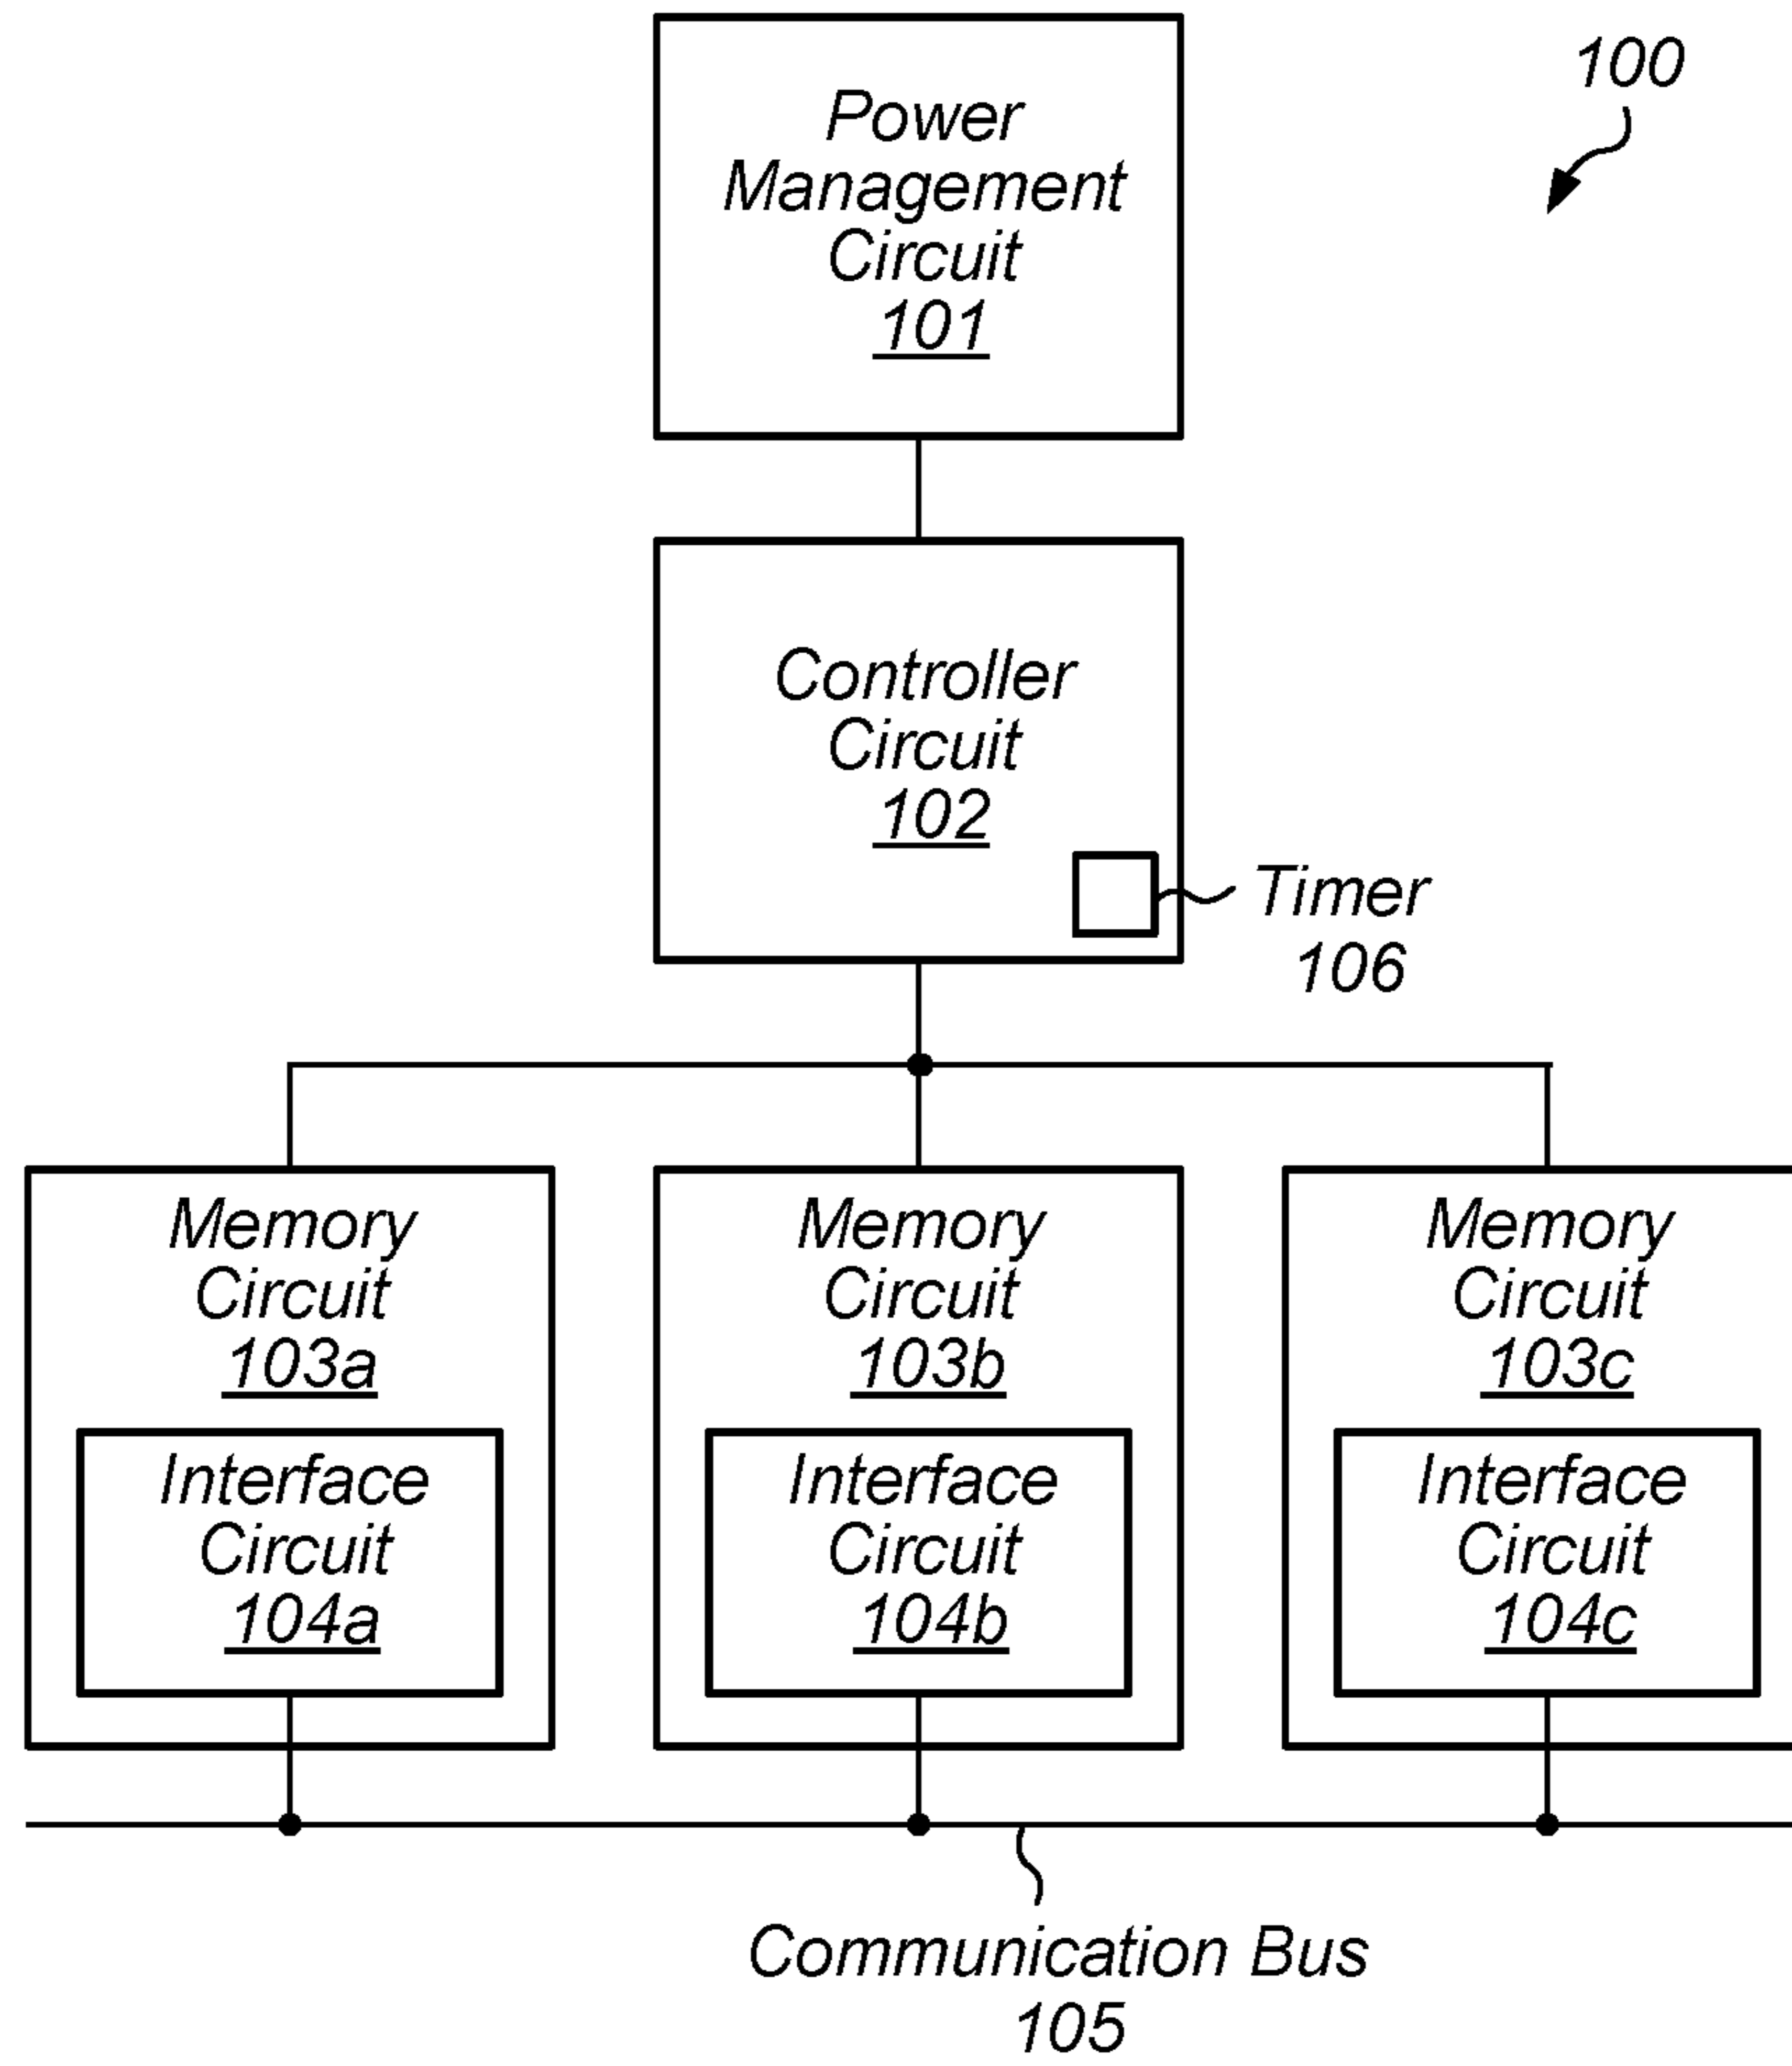 100
Power
Management
Circuit
101
Controller
Circuit
102
Timer
106
Memory
Circuit
103a
Interface
Circuit
104a
Memory
Circuit
103b
Interface
Circuit
104b
Memory
Circuit
103c
Interface
Circuit
104c
Communication Bus
105